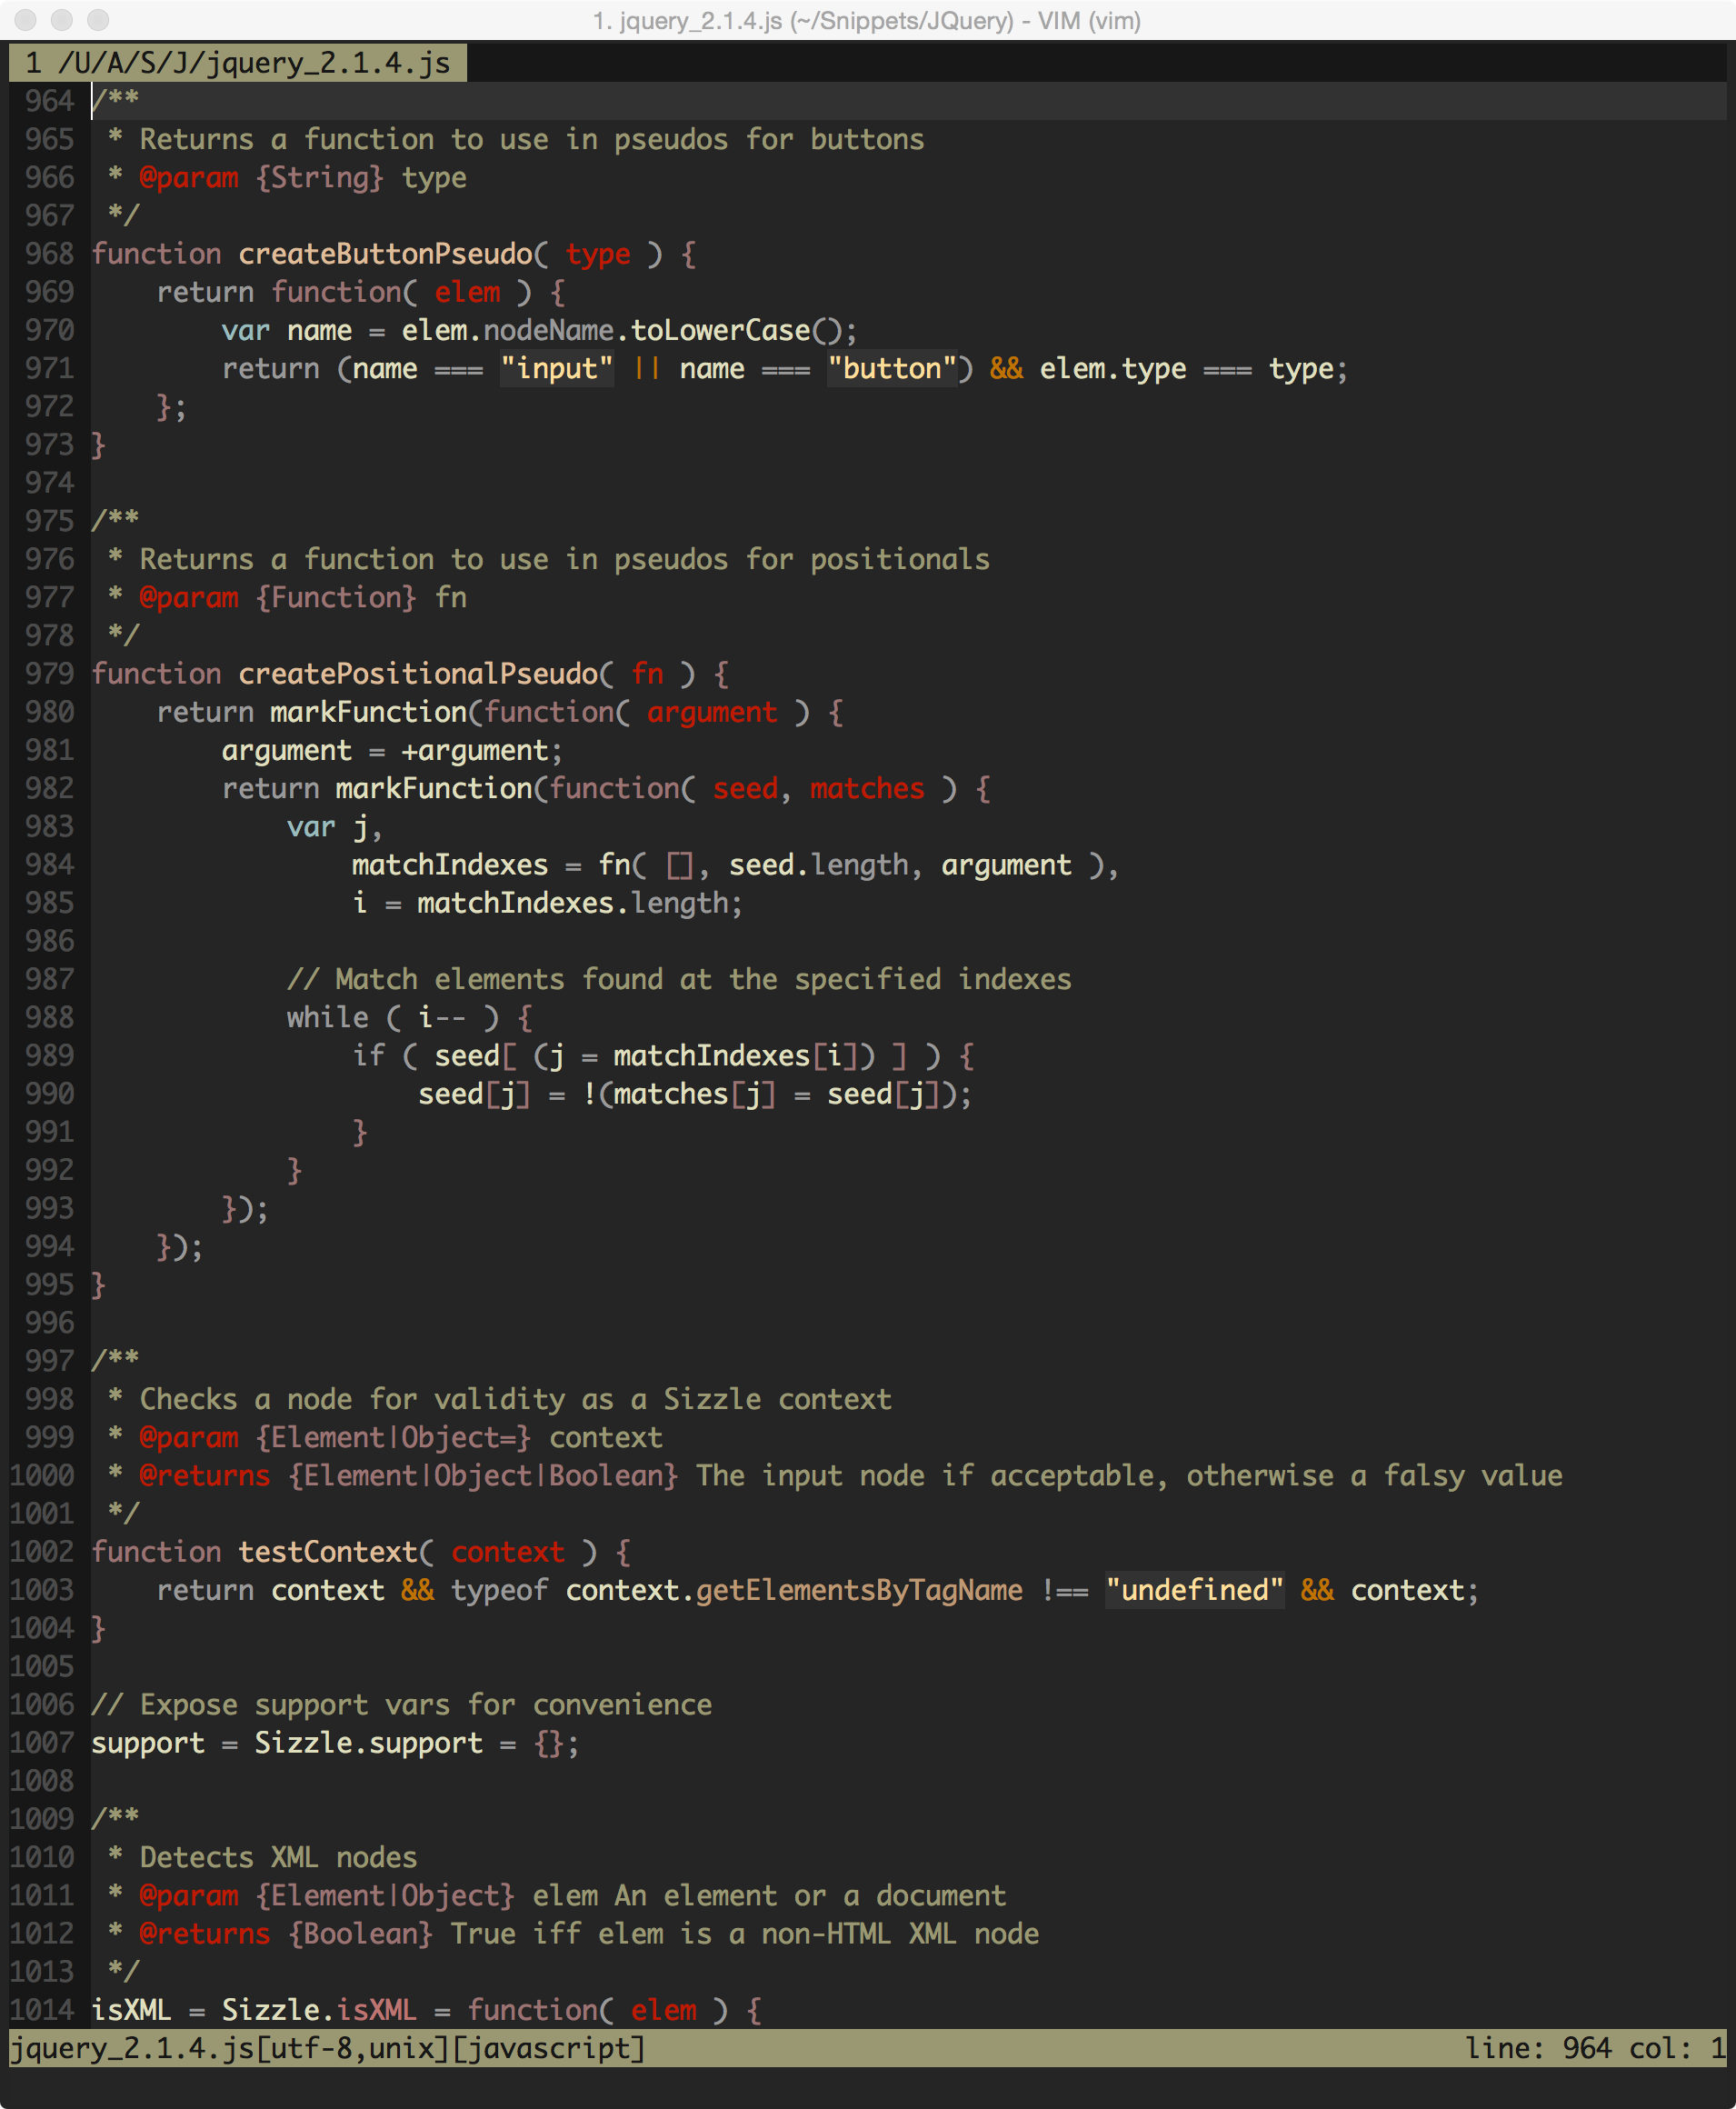 1. jquery_2.1.4.js (~/Snippets/JQuery) - VIM (vim)
1 /U/A/S/J/jquery_2.1.4.js
964 /**
965  * Returns a function to use in pseudos for buttons
966  * @param {String} type
967  */
968 function createButtonPseudo( type ) {
969     return function( elem ) {
970         var name = elem.nodeName.toLowerCase();
971         return (name === "input" || name === "button") && elem.type === type;
972     };
973 }
974
975 /**
976  * Returns a function to use in pseudos for positionals
977  * @param {Function} fn
978  */
979 function createPositionalPseudo( fn ) {
980     return markFunction(function( argument ) {
981         argument = +argument;
982         return markFunction(function( seed, matches ) {
983             var j,
984                 matchIndexes = fn( [], seed.length, argument ),
985                 i = matchIndexes.length;
986
987             // Match elements found at the specified indexes
988             while ( i-- ) {
989                 if ( seed[ (j = matchIndexes[i]) ] ) {
990                     seed[j] = !(matches[j] = seed[j]);
991                 }
992             }
993         });
994     });
995 }
996
997 /**
998  * Checks a node for validity as a Sizzle context
999  * @param {Element|Object=} context
1000  * @returns {Element|Object|Boolean} The input node if acceptable, otherwise a falsy value
1001  */
1002 function testContext( context ) {
1003     return context && typeof context.getElementsByTagName !== "undefined" && context;
1004 }
1005
1006 // Expose support vars for convenience
1007 support = Sizzle.support = {};
1008
1009 /**
1010  * Detects XML nodes
1011  * @param {Element|Object} elem An element or a document
1012  * @returns {Boolean} True iff elem is a non-HTML XML node
1013  */
1014 isXML = Sizzle.isXML = function( elem ) {
jquery_2.1.4.js[utf-8,unix][javascript] line: 964 col: 1